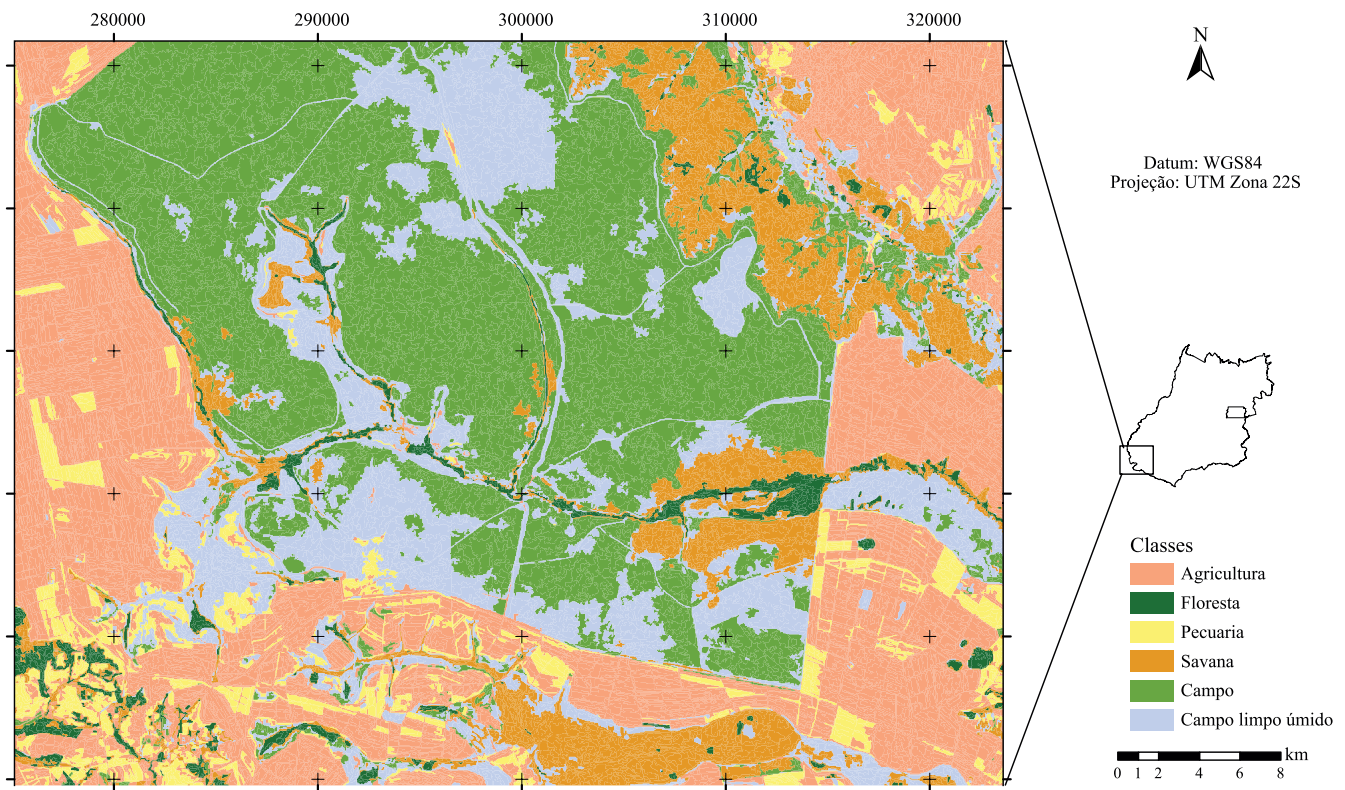 280000 290000 300000 310000 320000
N
Datum: WGS84
Projeção: UTM Zona 22S
Classes
Agricultura
Floresta
Pecuaria
Savana
Campo
Campo limpo úmido
km
0 1 2 4 6 8